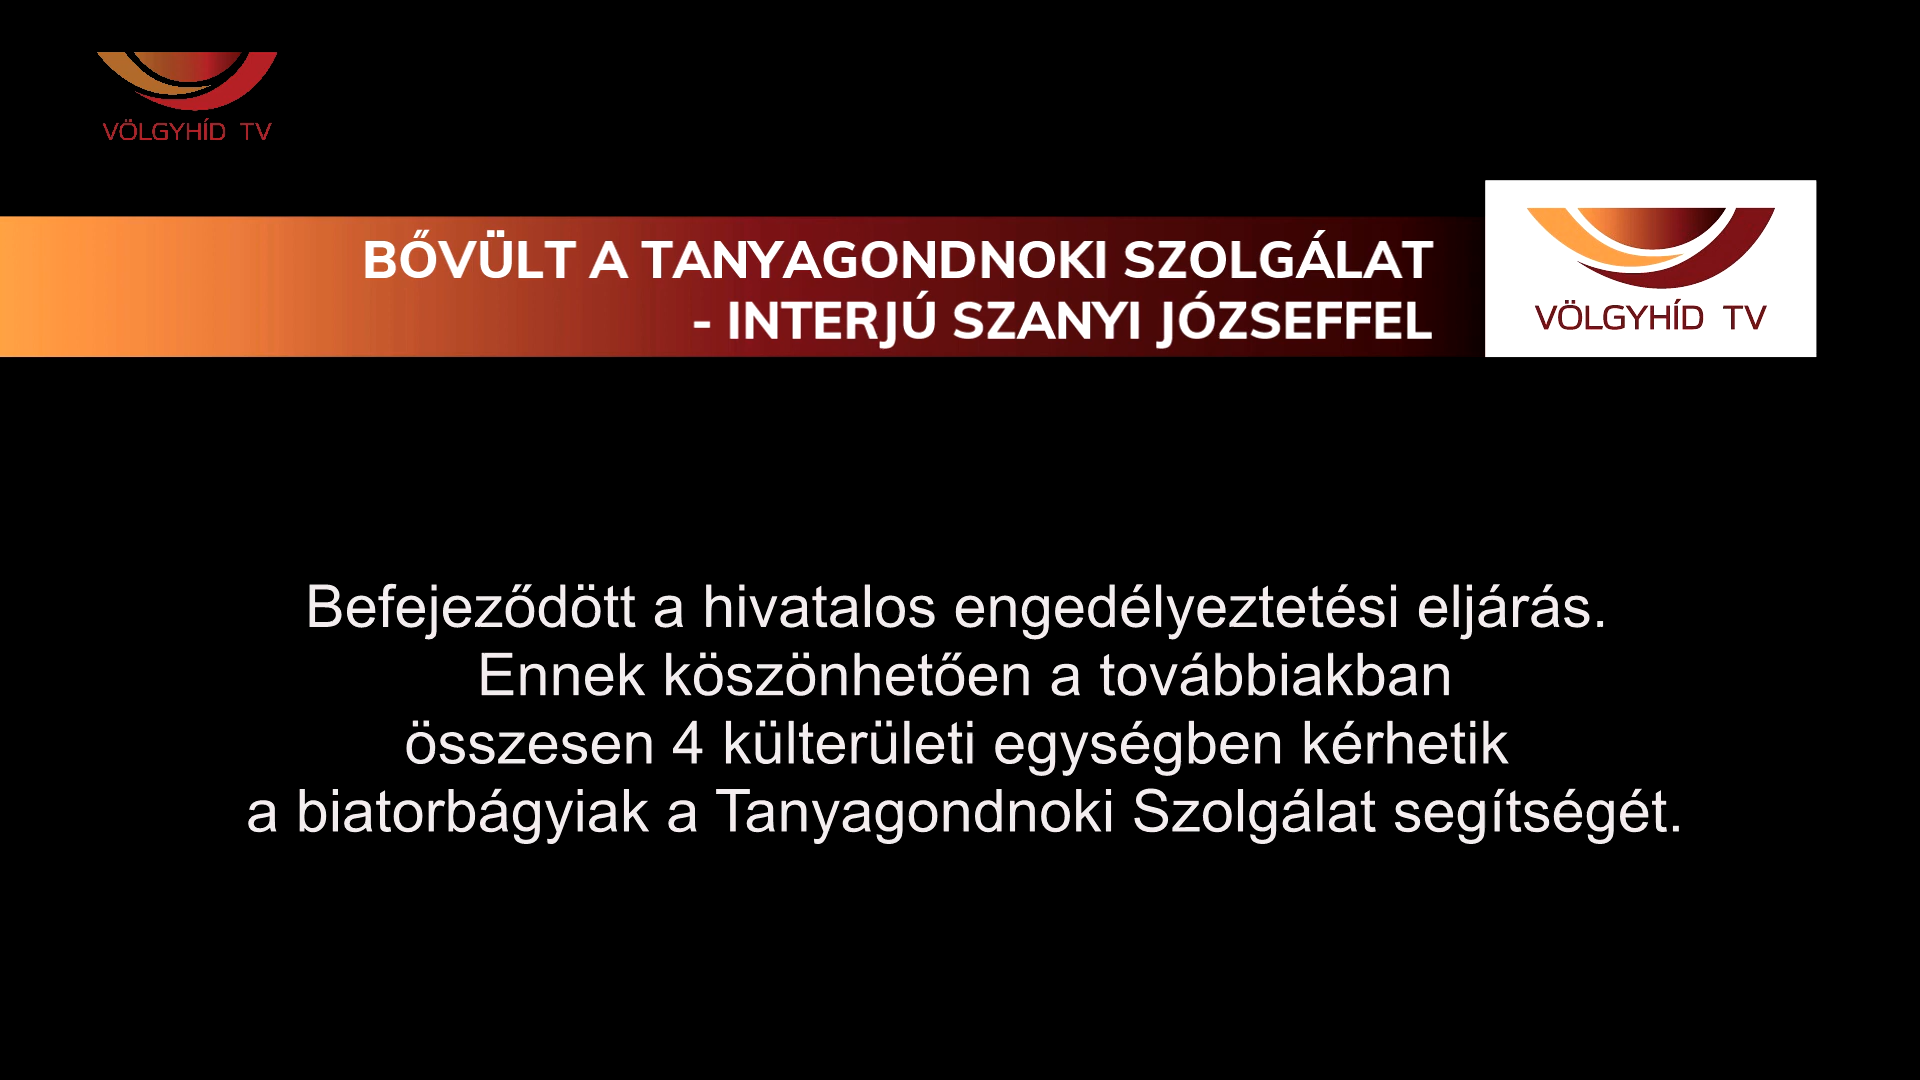 VÖLGYHÍD TV
BŐVÜLT A TANYAGONDNOKI SZOLGÁLAT
- INTERJÚ SZANYI JÓZSEFFEL
VÖLGYHÍD TV
Befejeződött a hivatalos engedélyeztetési eljárás.
Ennek köszönhetően a továbbiakban
összesen 4 külterületi egységben kérhetik
a biatorbágyiak a Tanyagondnoki Szolgálat segítségét.